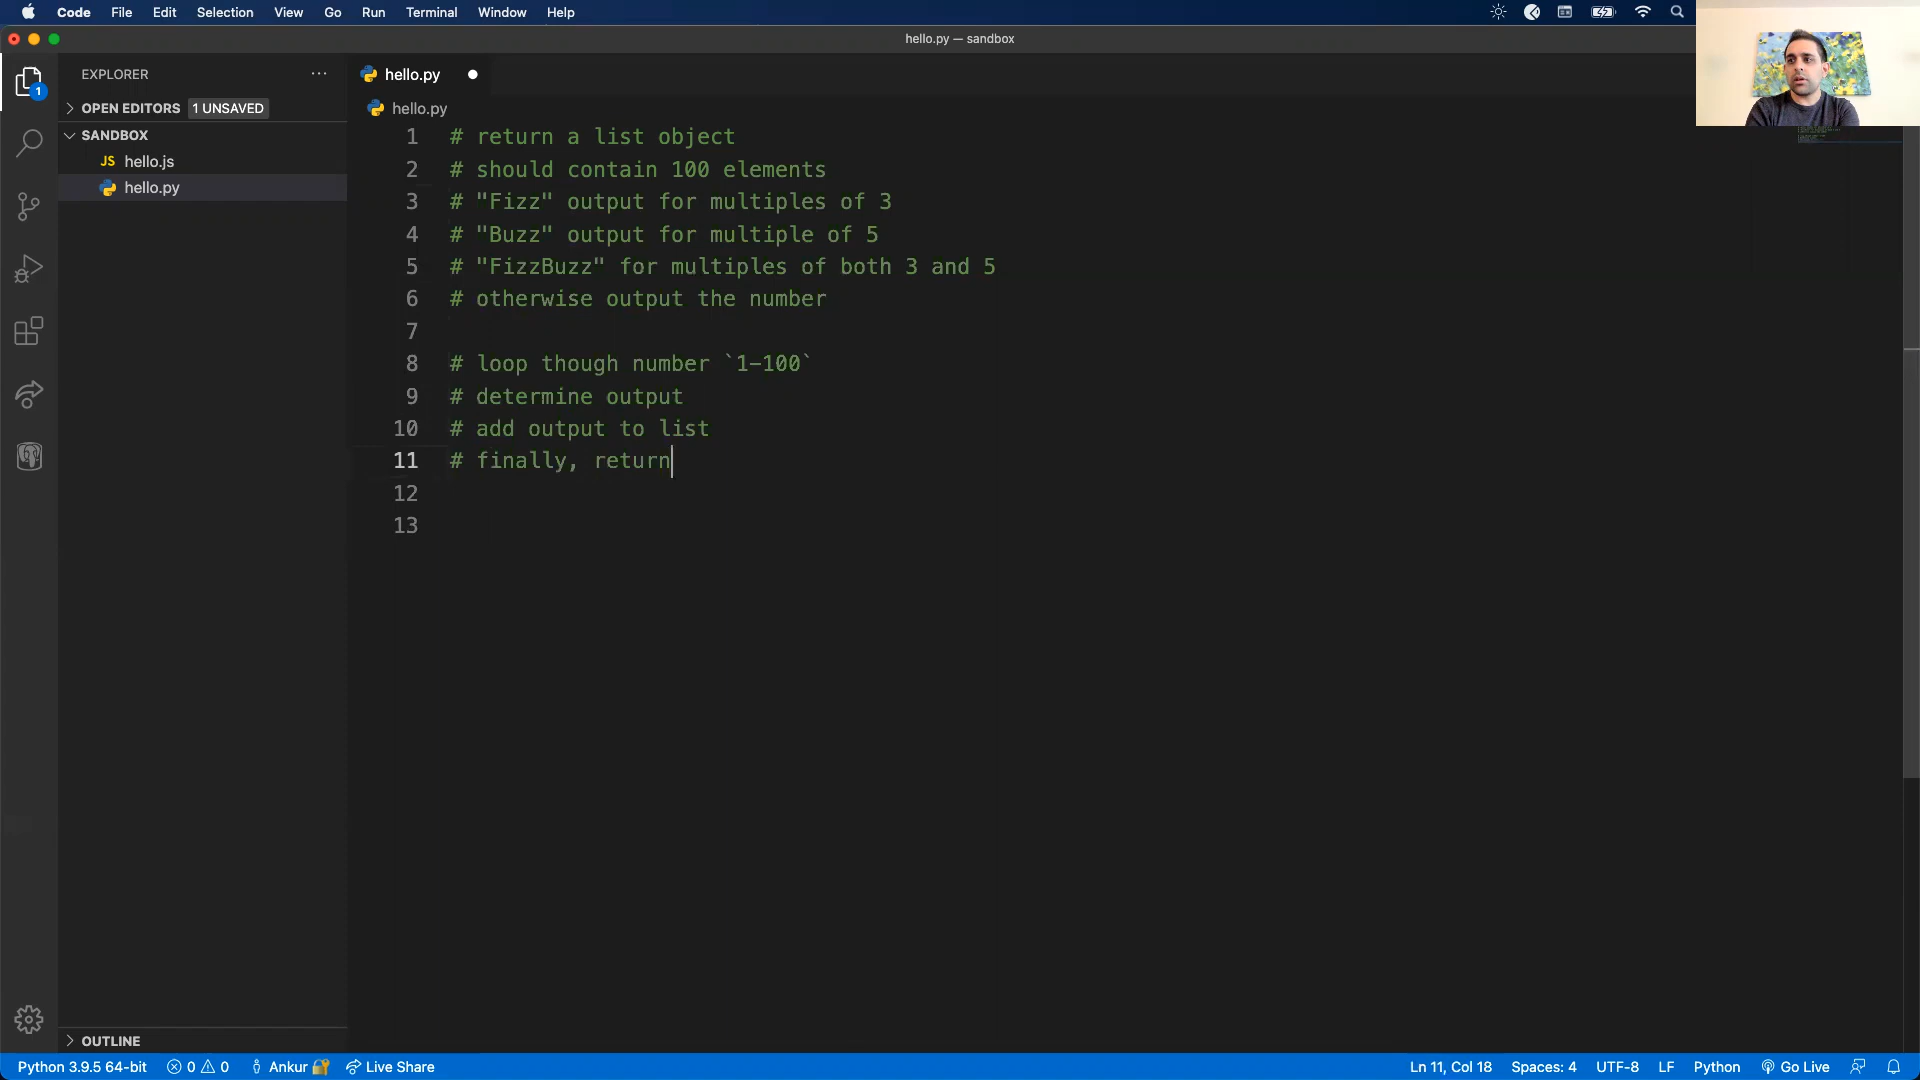 Code File Edit Selection View Go Run Terminal Window Help
hello.py — sandbox
EXPLORER ···
OPEN EDITORS 1 UNSAVED
SANDBOX
JS hello.js
hello.py
OUTLINE
1
hello.py
hello.py
1 # return a list object
2 # should contain 100 elements
3 # "Fizz" output for multiples of 3
4 # "Buzz" output for multiple of 5
5 # "FizzBuzz" for multiples of both 3 and 5
6 # otherwise output the number
7
8 # loop though number `1-100`
9 # determine output
10 # add output to list
11 # finally, return
12
13
Python 3.9.5 64-bit 0 0 Ankur Live Share Ln 11, Col 18 Spaces: 4 UTF-8 LF Python Go Live